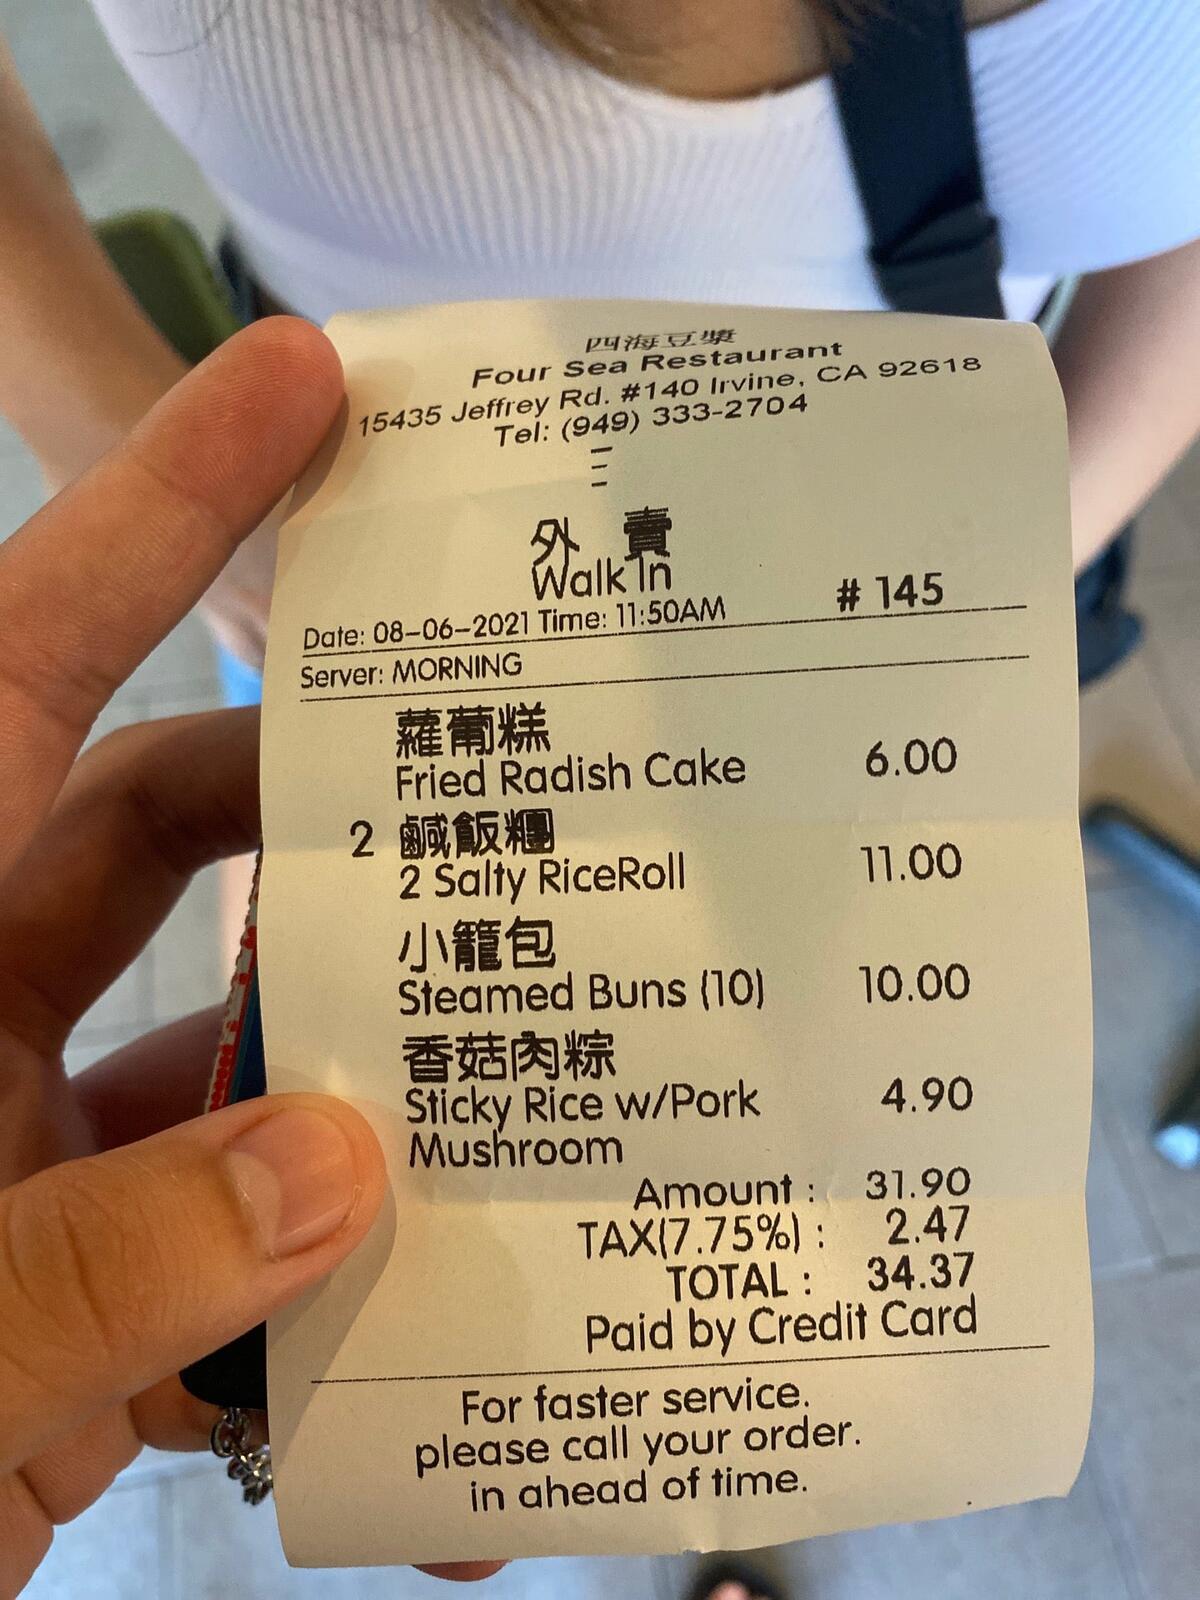 四海豆漿
Four Sea Restaurant
15435 Jeffrey Rd. #140 Irvine, CA 92618
Tel: (949) 333-2704
外 賣
Walk In
# 145
Date: 08-06-2021 Time: 11:50AM
Server: MORNING
蘿蔔糕
Fried Radish Cake 6.00
2 鹹飯糰
2 Salty RiceRoll 11.00
小籠包
Steamed Buns (10) 10.00
香菇肉粽
Sticky Rice w/Pork 4.90
Mushroom
Amount : 31.90
TAX(7.75%) : 2.47
TOTAL : 34.37
Paid by Credit Card
For faster service.
please call your order.
in ahead of time.